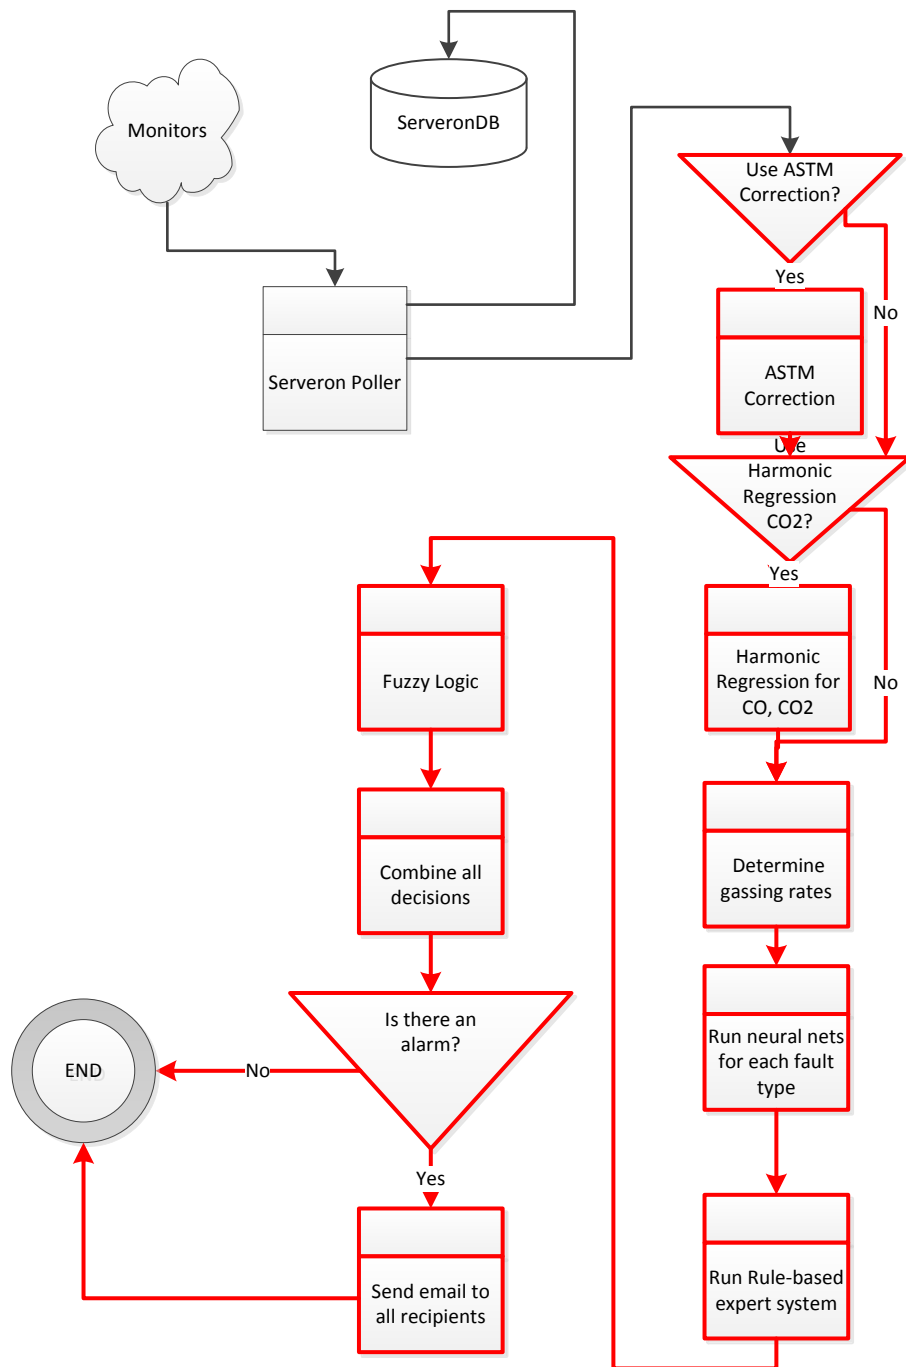 Monitors
ServeronDB
Serveron Poller
Use ASTM
Correction?
Yes
No
ASTM
Correction
Use
Harmonic
Regression
CO2?
Yes
No
Harmonic
Regression for
CO, CO2
Determine
gassing rates
Run neural nets
for each fault
type
Run Rule-based
expert system
Fuzzy Logic
Combine all
decisions
Is there an
alarm?
No
END
Yes
Send email to
all recipients